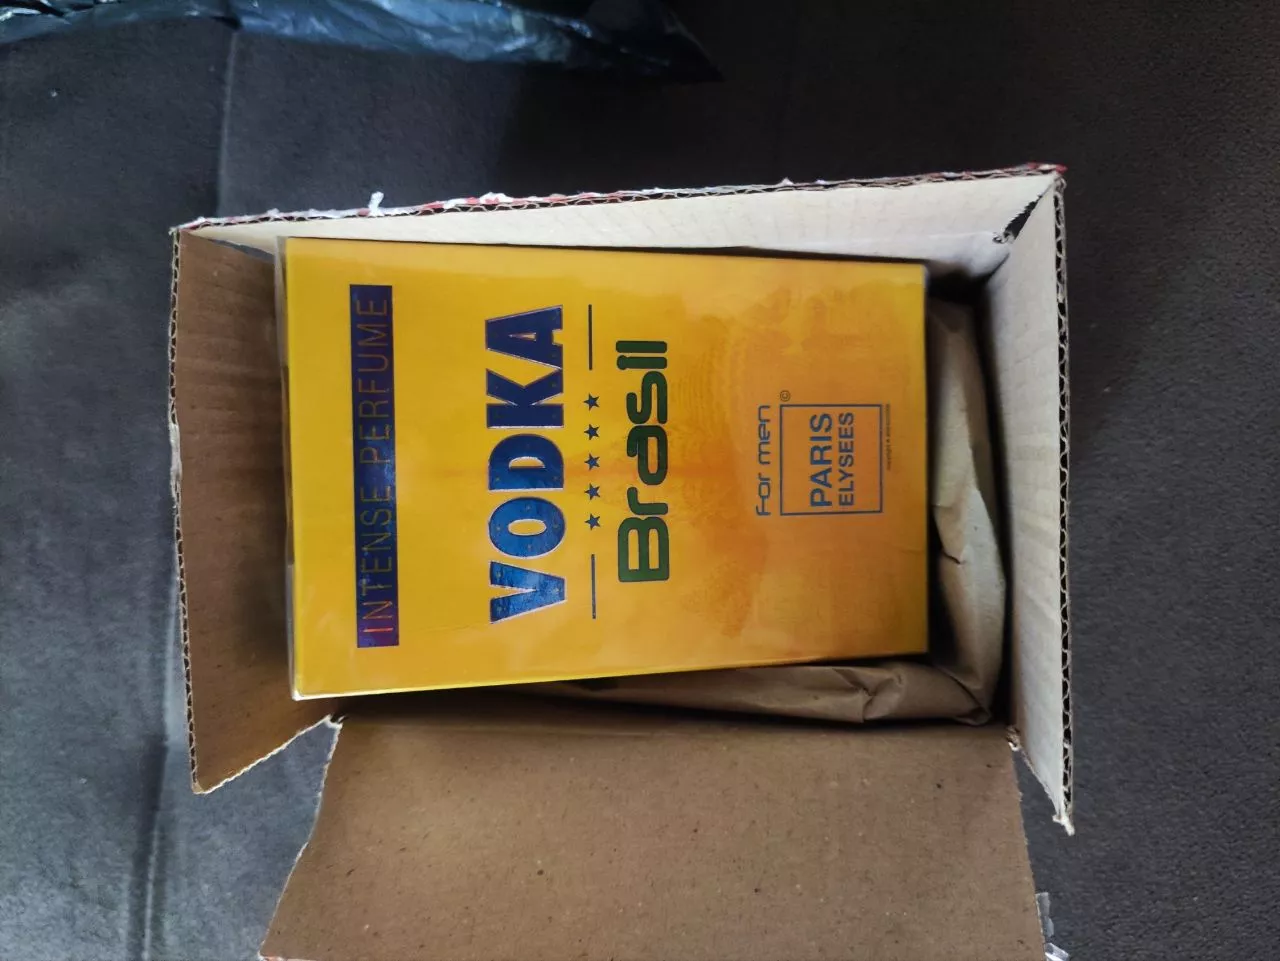 INTENSE PERFUME
VODKA
Brasil
For men
©
PARIS
ELYSEES